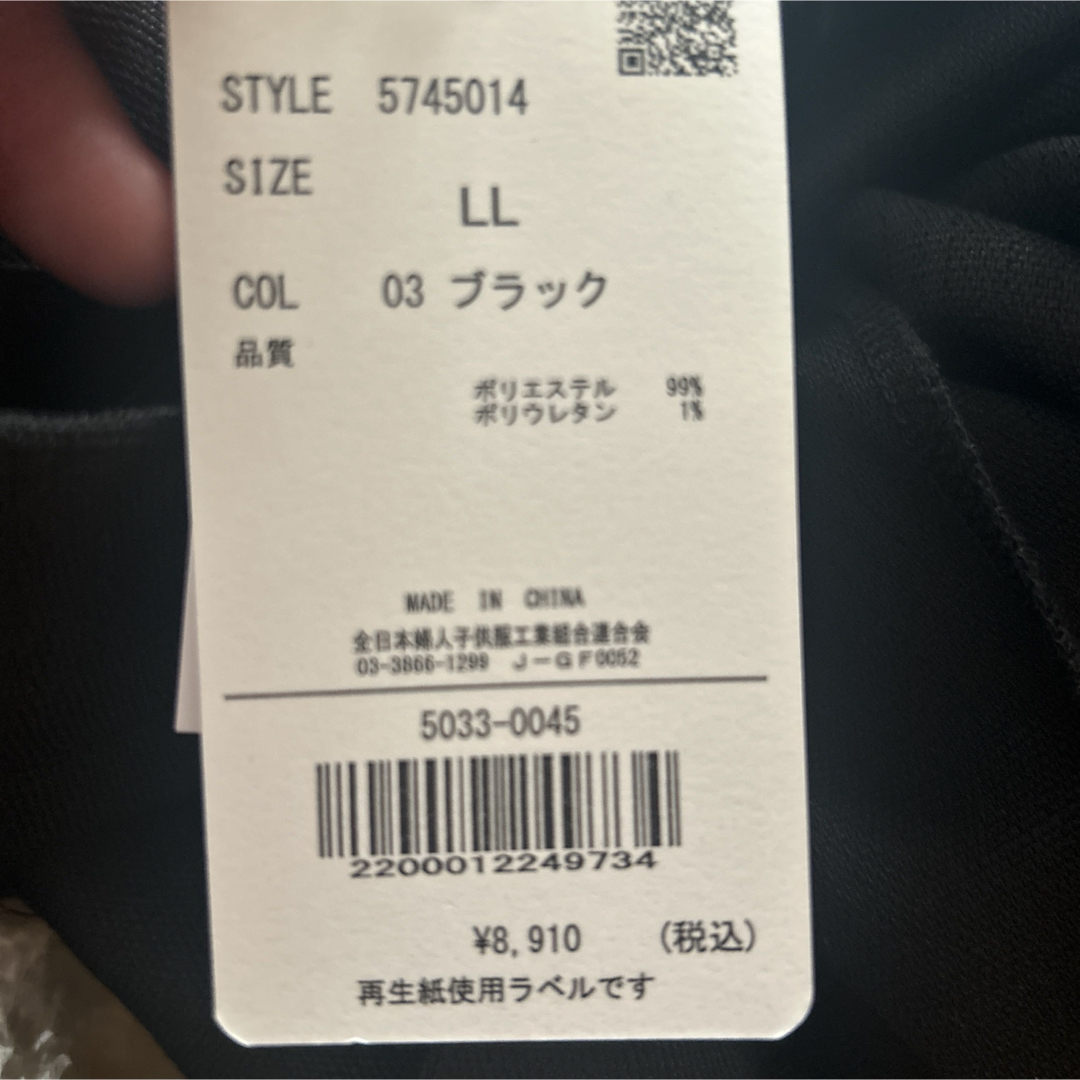 STYLE 5745014
SIZE LL
COL 03 ブラック
品質
ポリエステル 99%
ポリウレタン 1%
MADE IN CHINA
全日本婦人子供服工業組合連合会
03-3866-1299 J-GF0052
5033-0045
2200012249734
¥8,910 (税込)
再生紙使用ラベルです